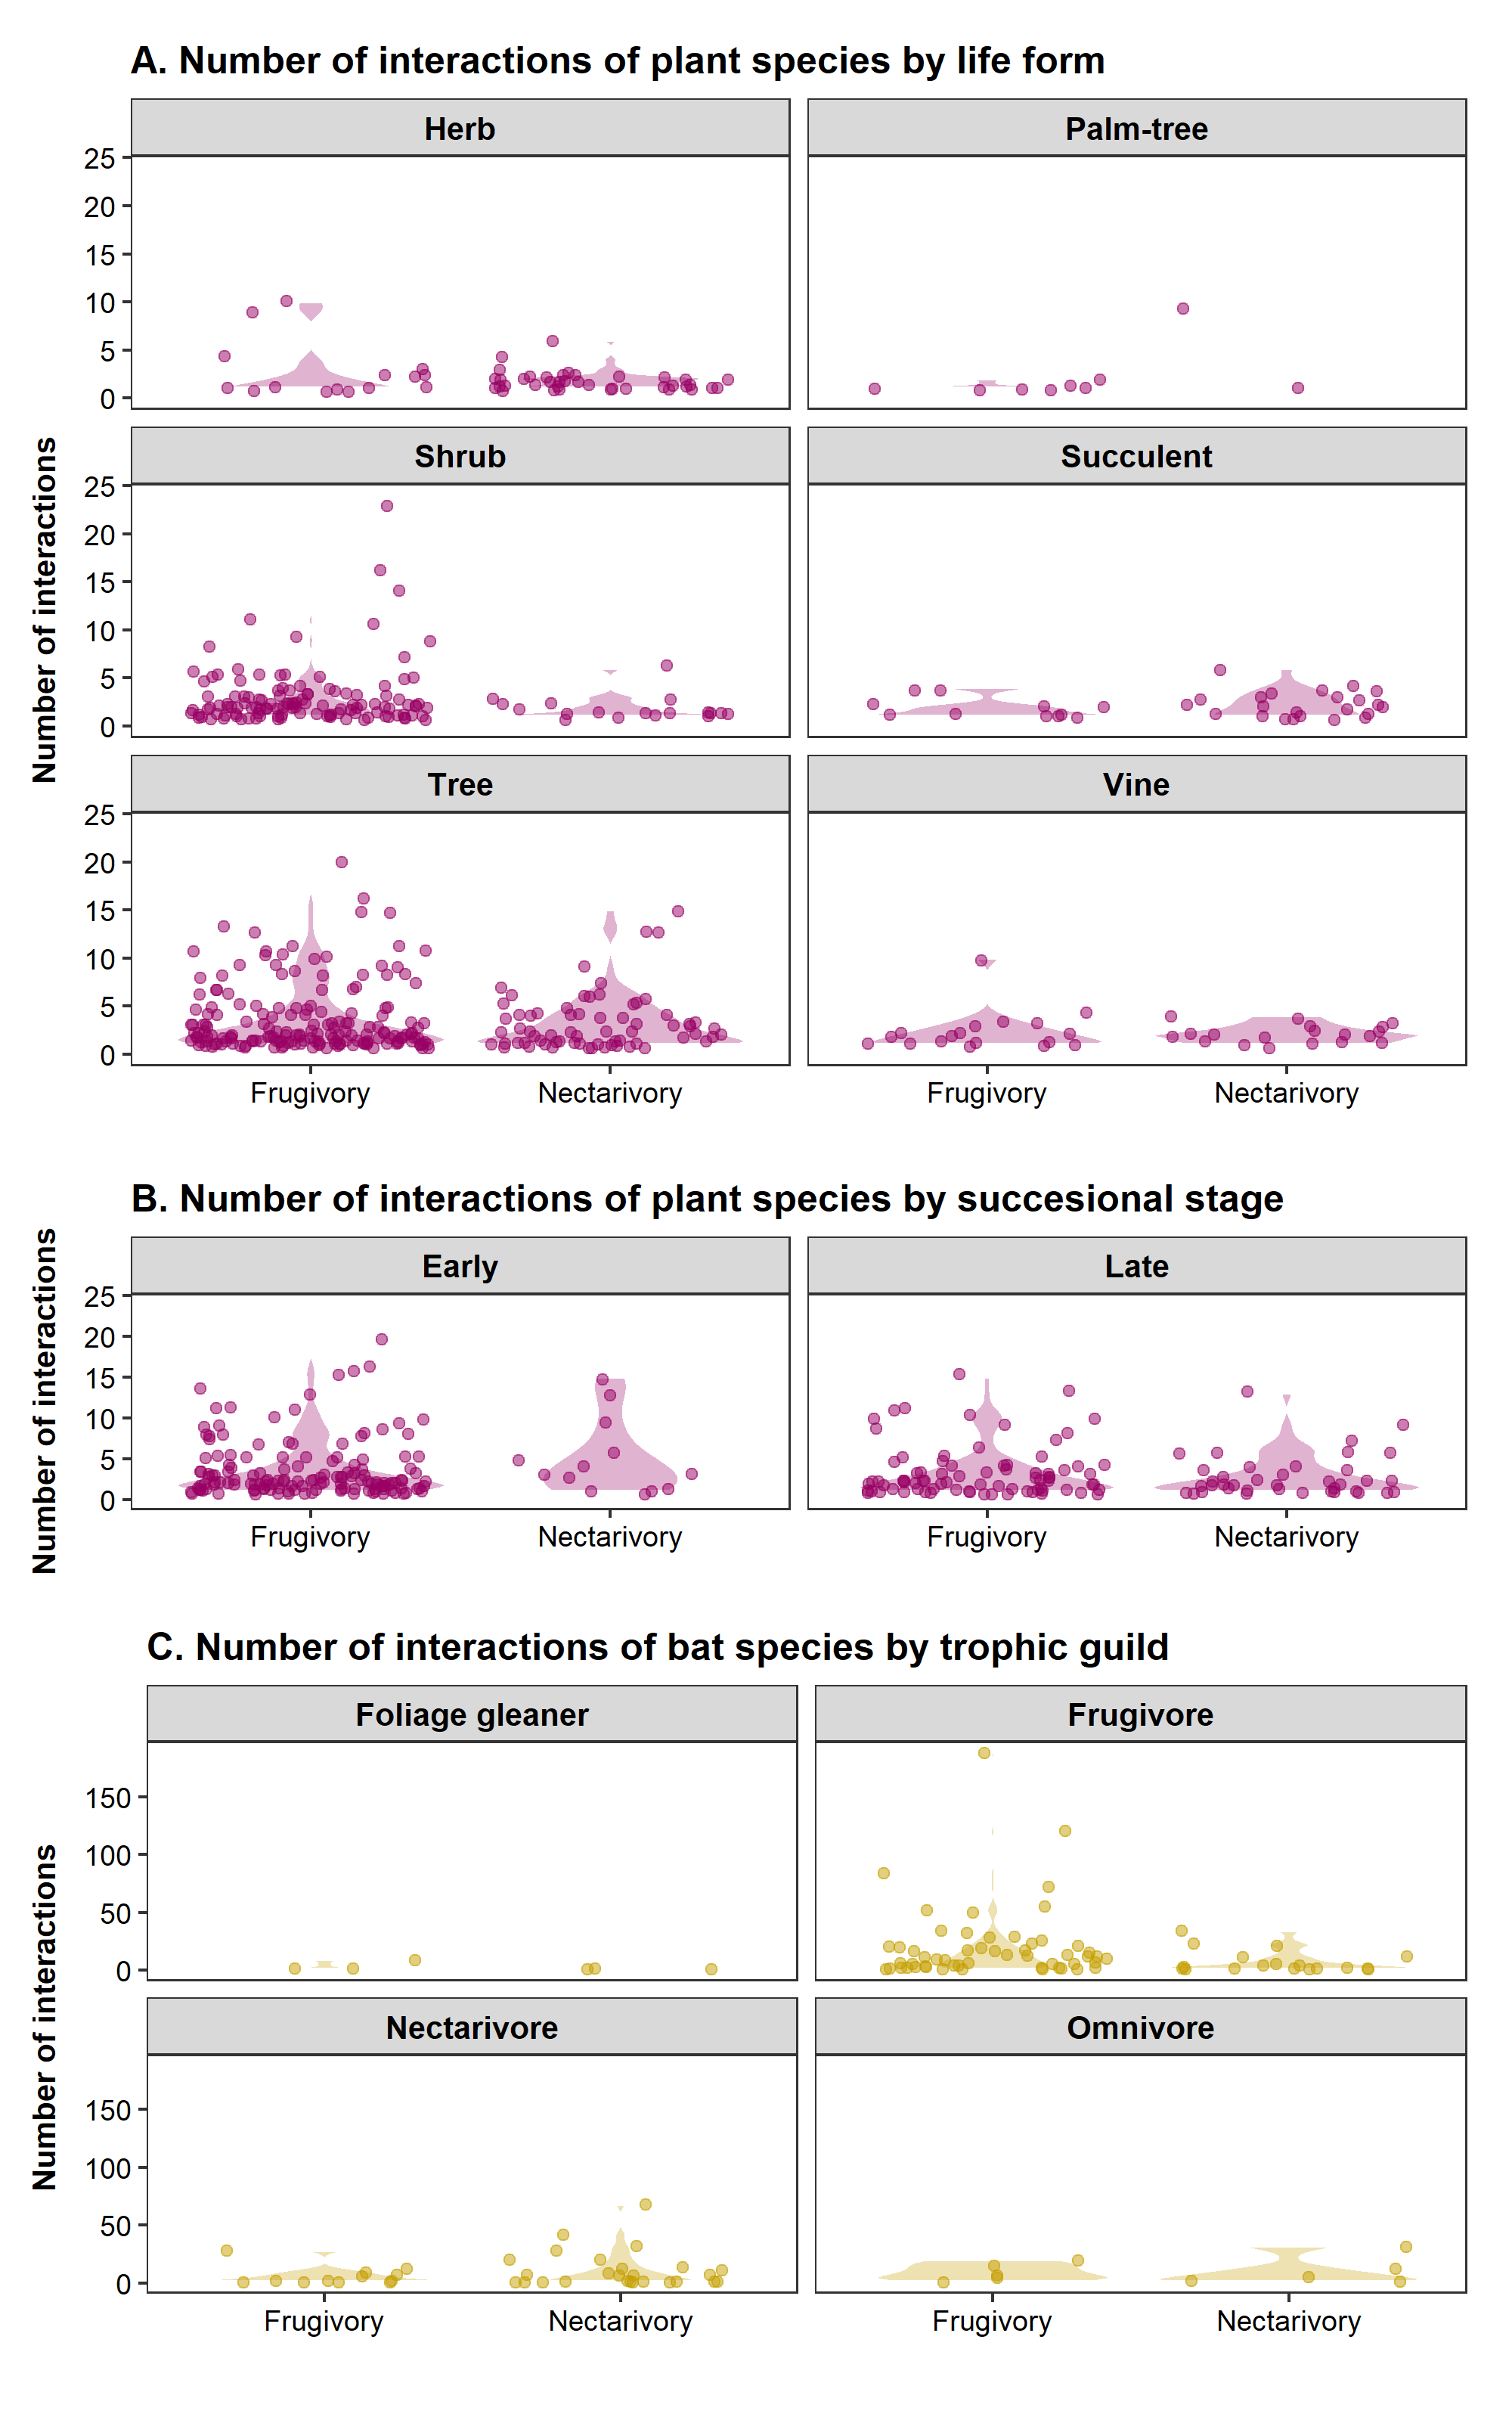 A. Number of interactions of plant species by life form
Herb
Palm-tree
25
20
15
10
5
0
Shrub
Succulent
25
20
15
10
5
0
Number of interactions
Tree
Vine
25
20
15
10
5
0
Frugivory
Nectarivory
Frugivory
Nectarivory
B. Number of interactions of plant species by succesional stage
Early
Late
25
20
15
10
5
0
Number of interactions
Frugivory
Nectarivory
Frugivory
Nectarivory
C. Number of interactions of bat species by trophic guild
Foliage gleaner
Frugivore
150
100
50
0
Number of interactions
Nectarivore
Omnivore
150
100
50
0
Frugivory
Nectarivory
Frugivory
Nectarivory